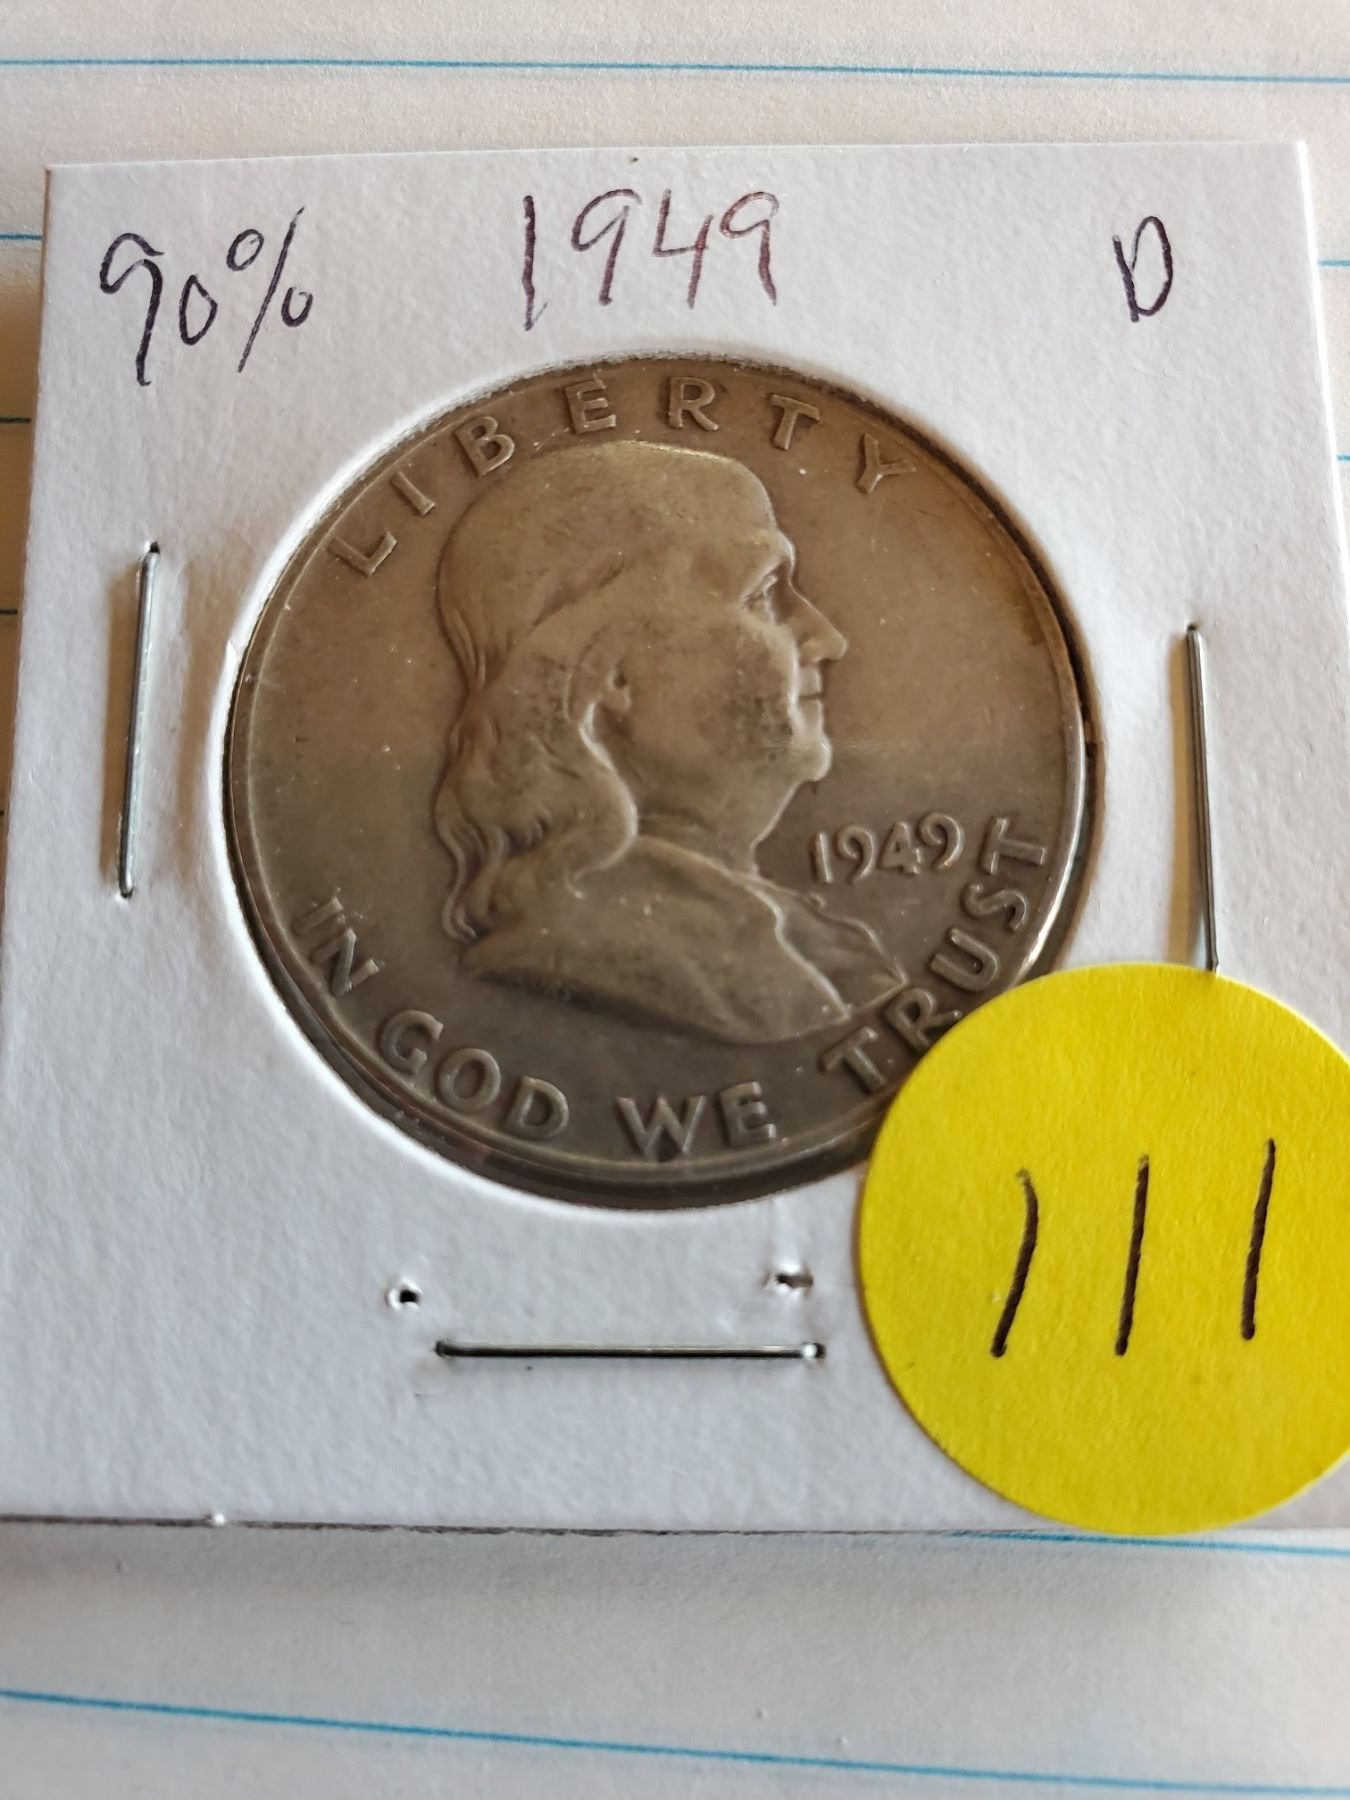 90% 1949 D
LIBERTY
1949
IN GOD WE TRUST
111